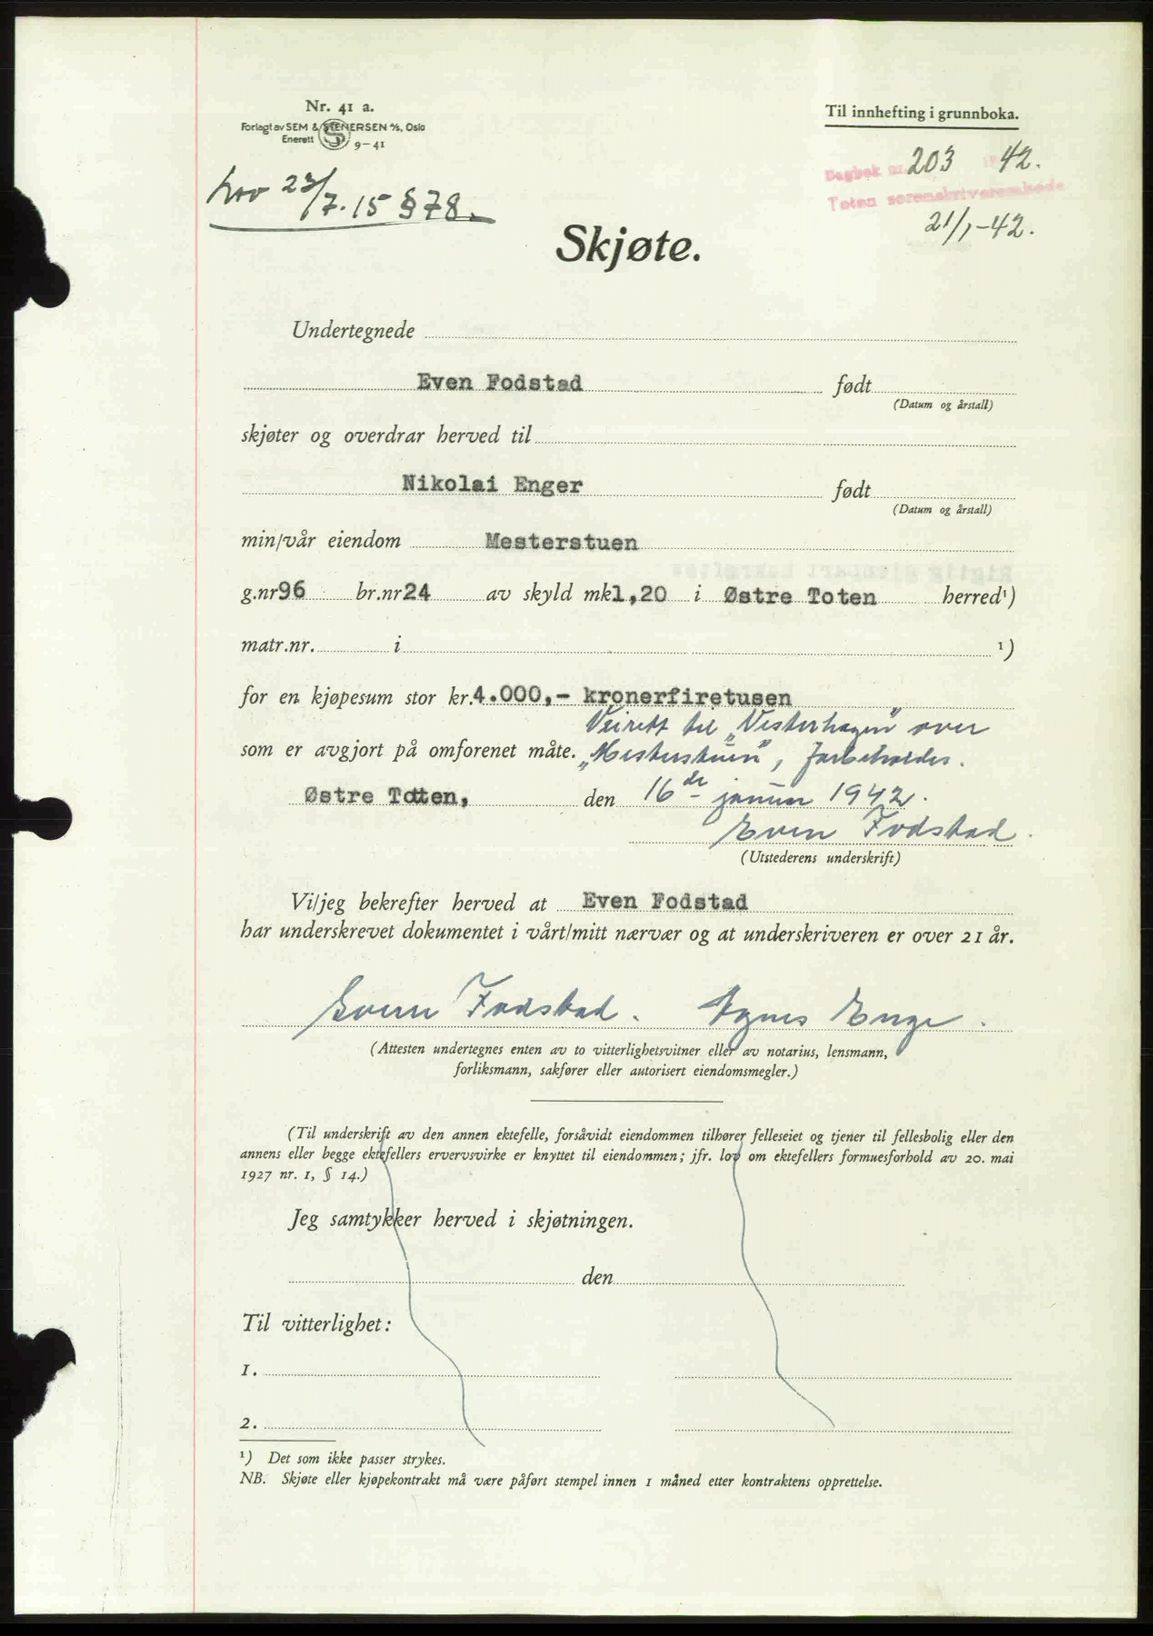 Nr. 41 a.
Forlagt av SEM & STENERSEN A/S, Oslo
Enerett 9-41
Til innhefting i grunnboka.
Dagbok nr. 203 19 42.
Toten sorenskriverembede
21/1-42.
Lov 23/7.15 § 78.
Skjøte.
Undertegnede
Even Fodstad født
(Datum og årstall)
skjøter og overdrar herved til
Nikolai Enger født
(Datum og årstall)
min/vår eiendom Mesterstuen
g.nr 96 br.nr 24 av skyld mk 1,20 i Østre Toten herred¹)
matr.nr. i ¹)
for en kjøpesum stor kr. 4.000,- kronerfiretusen
Veirett til „Vesterhagen" over
som er avgjort på omforenet måte. „Mesterstuen", forbeholdes.
Østre Toten, den 16de januar 1942.
Even Fodstad.
(Utstederens underskrift)
Vi/jeg bekrefter herved at Even Fodstad
har underskrevet dokumentet i vårt/mitt nærvær og at underskriveren er over 21 år.
Sverre Fodstad. Agnes Enge.
(Attesten undertegnes enten av to vitterlighetsvitner eller av notarius, lensmann,
forliksmann, sakfører eller autorisert eiendomsmegler.)
(Til underskrift av den annen ektefelle, forsåvidt eiendommen tilhører felleseiet og tjener til fellesbolig eller den
annens eller begge ektefellers ervervsvirke er knyttet til eiendommen; jfr. lov om ektefellers formuesforhold av 20. mai
1927 nr. 1, § 14.)
Jeg samtykker herved i skjøtningen.
den
Til vitterlighet:
1.
2.
¹) Det som ikke passer strykes.
NB. Skjøte eller kjøpekontrakt må være påført stempel innen 1 måned etter kontraktens opprettelse.